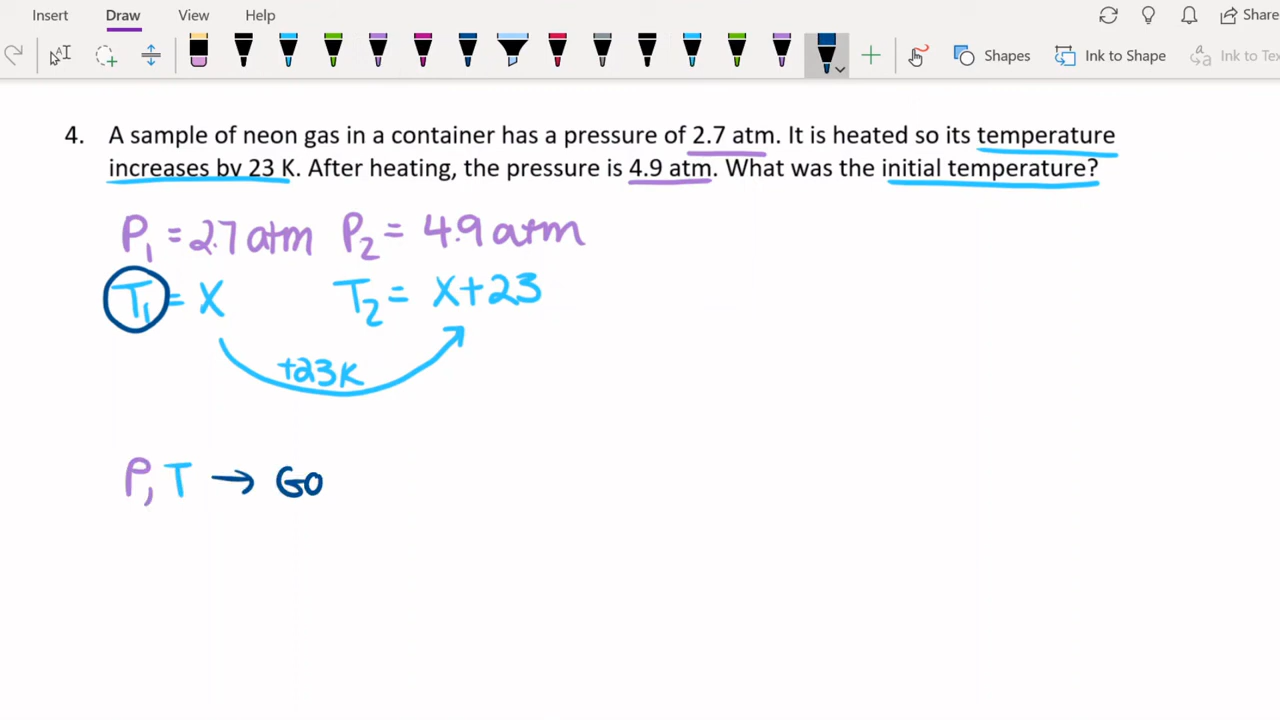 Insert Draw View Help Share
Shapes Ink to Shape Ink to Tex
4. A sample of neon gas in a container has a pressure of 2.7 atm. It is heated so its temperature
increases by 23 K. After heating, the pressure is 4.9 atm. What was the initial temperature?
P₁ = 2.7 atm P₂ = 4.9 atm
T₁ = X T₂ = X+23
+23K
P, T → GO